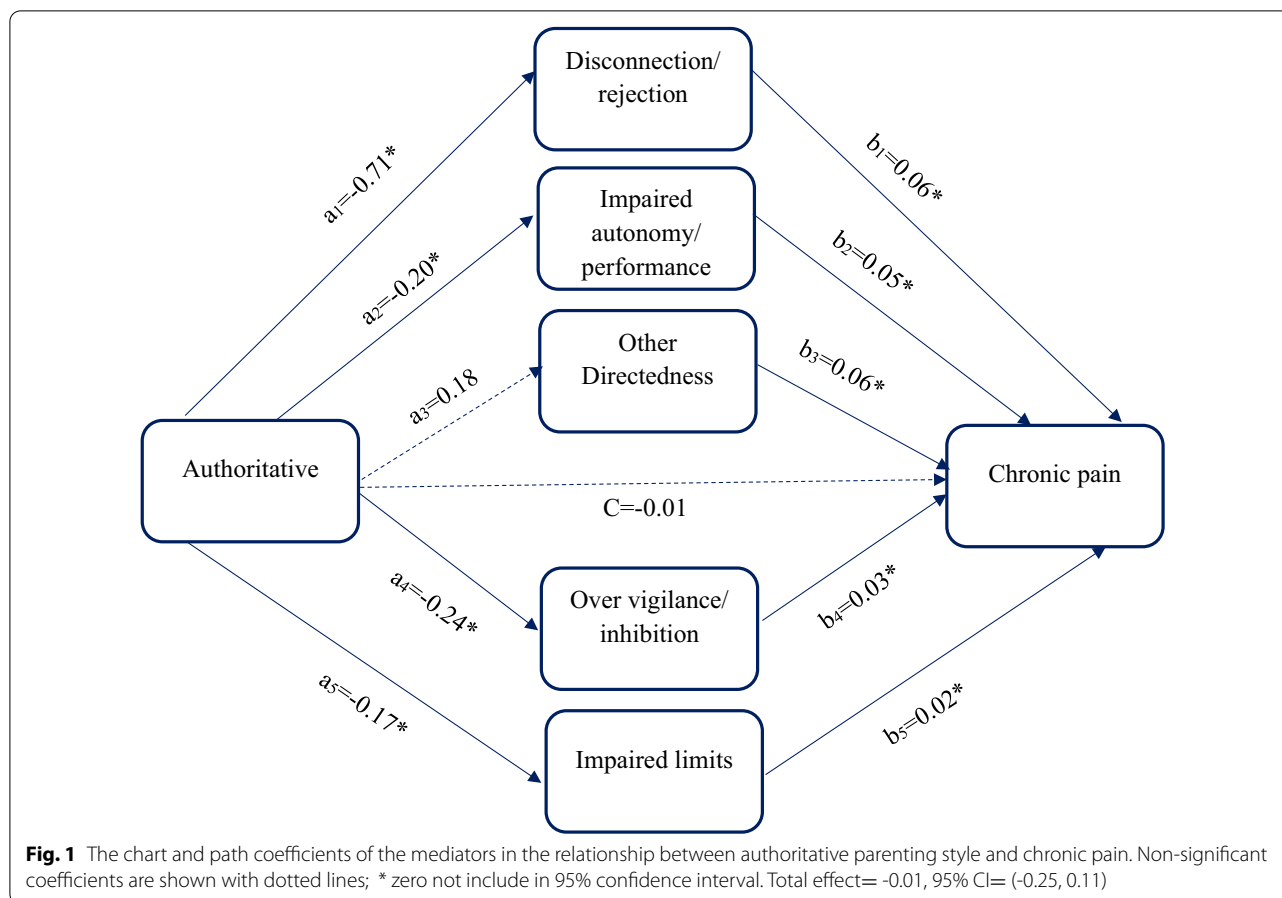 Disconnection/
rejection
a₁=-0.71*
b₁=0.06*
Impaired
autonomy/
performance
a₂=-0.20*
b₂=0.05*
Other
Directedness
a₃=0.18
b₃=0.06*
Authoritative
Chronic pain
C=-0.01
Over vigilance/
inhibition
a₄=-0.24*
b₄=0.03*
Impaired limits
a₅=-0.17*
b₅=0.02*
Fig. 1 The chart and path coefficients of the mediators in the relationship between authoritative parenting style and chronic pain. Non-significant
coefficients are shown with dotted lines; * zero not include in 95% confidence interval. Total effect= -0.01, 95% CI= (-0.25, 0.11)